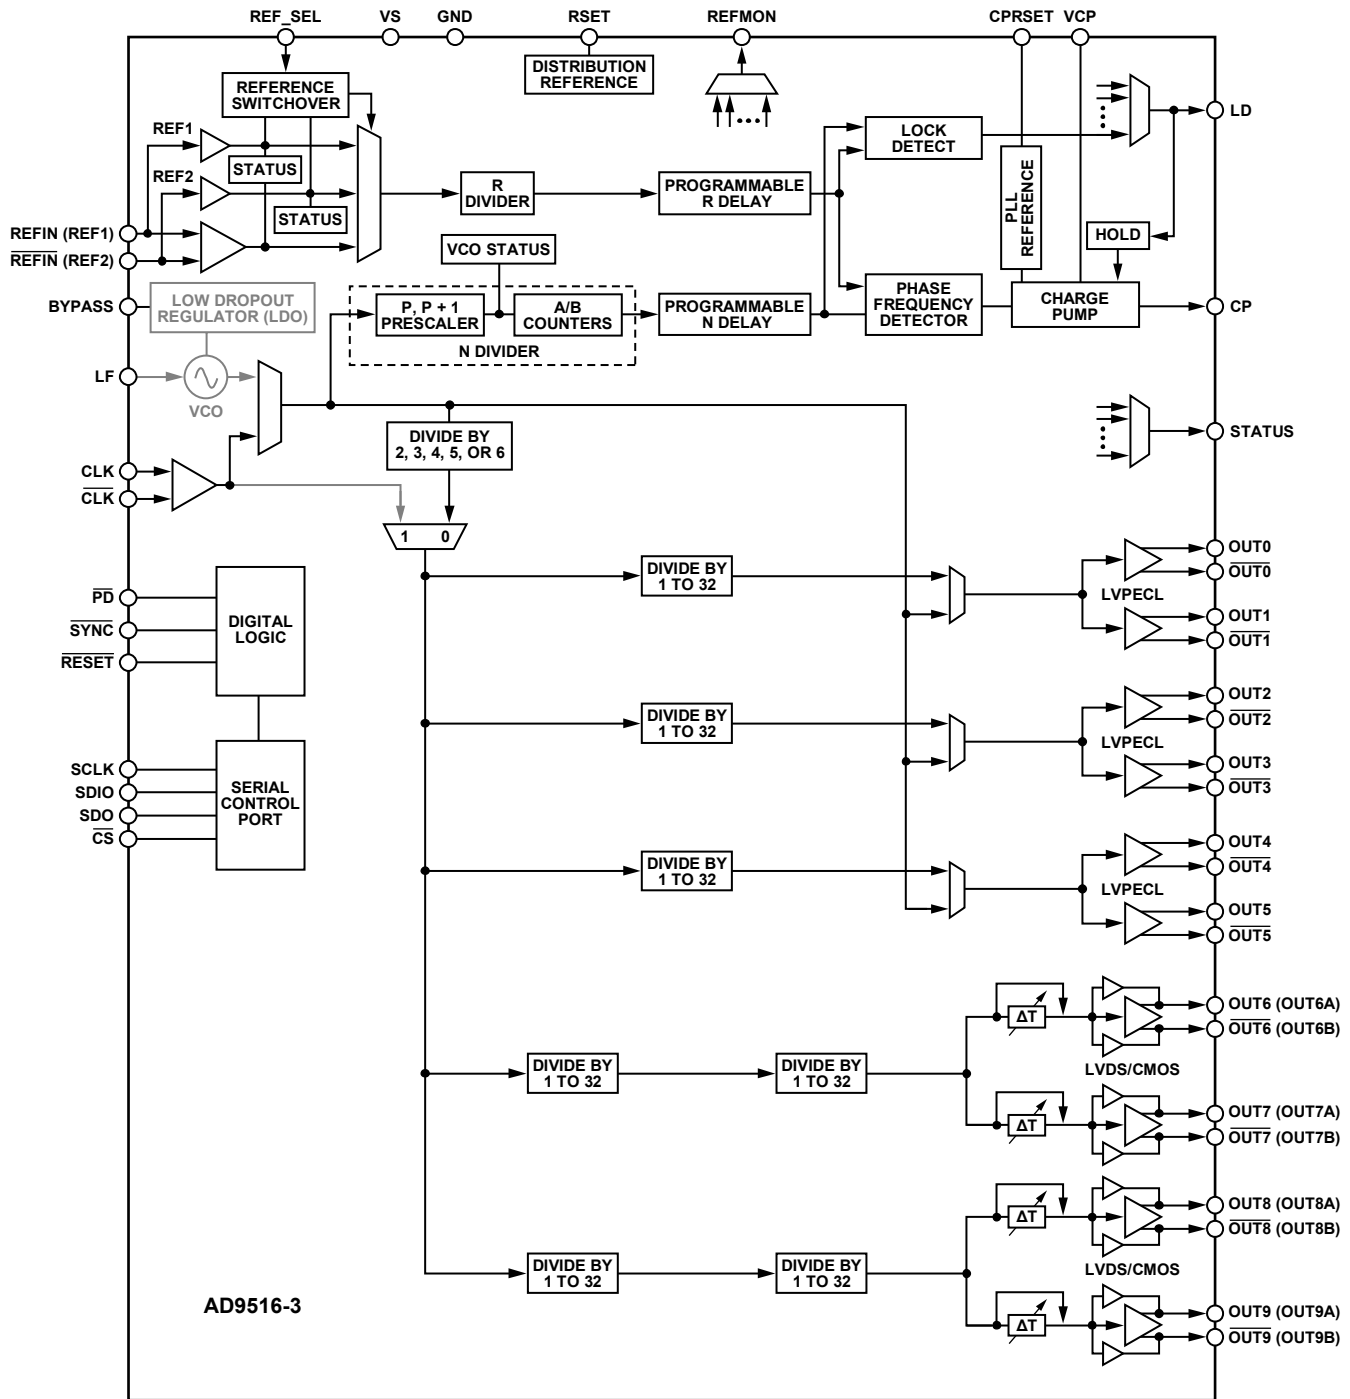 REF_SEL VS GND RSET REFMON CPRSET VCP
DISTRIBUTION
REFERENCE
REFERENCE
SWITCHOVER
REF1
STATUS
REF2
STATUS
R
DIVIDER
PROGRAMMABLE
R DELAY
LOCK
DETECT
PLL
REFERENCE
LD
HOLD
REFIN (REF1)
REFIN (REF2)
VCO STATUS
BYPASS
LOW DROPOUT
REGULATOR (LDO)
P, P + 1
PRESCALER
A/B
COUNTERS
N DIVIDER
PROGRAMMABLE
N DELAY
PHASE
FREQUENCY
DETECTOR
CHARGE
PUMP
CP
LF
VCO
STATUS
DIVIDE BY
2, 3, 4, 5, OR 6
CLK
CLK
1 0
DIVIDE BY
1 TO 32
LVPECL
OUT0
OUT0
OUT1
OUT1
PD
SYNC
RESET
DIGITAL
LOGIC
DIVIDE BY
1 TO 32
LVPECL
OUT2
OUT2
OUT3
OUT3
SCLK
SDIO
SDO
CS
SERIAL
CONTROL
PORT
DIVIDE BY
1 TO 32
LVPECL
OUT4
OUT4
OUT5
OUT5
DIVIDE BY
1 TO 32
DIVIDE BY
1 TO 32
ΔT
ΔT
LVDS/CMOS
OUT6 (OUT6A)
OUT6 (OUT6B)
OUT7 (OUT7A)
OUT7 (OUT7B)
DIVIDE BY
1 TO 32
DIVIDE BY
1 TO 32
ΔT
ΔT
LVDS/CMOS
OUT8 (OUT8A)
OUT8 (OUT8B)
OUT9 (OUT9A)
OUT9 (OUT9B)
AD9516-3